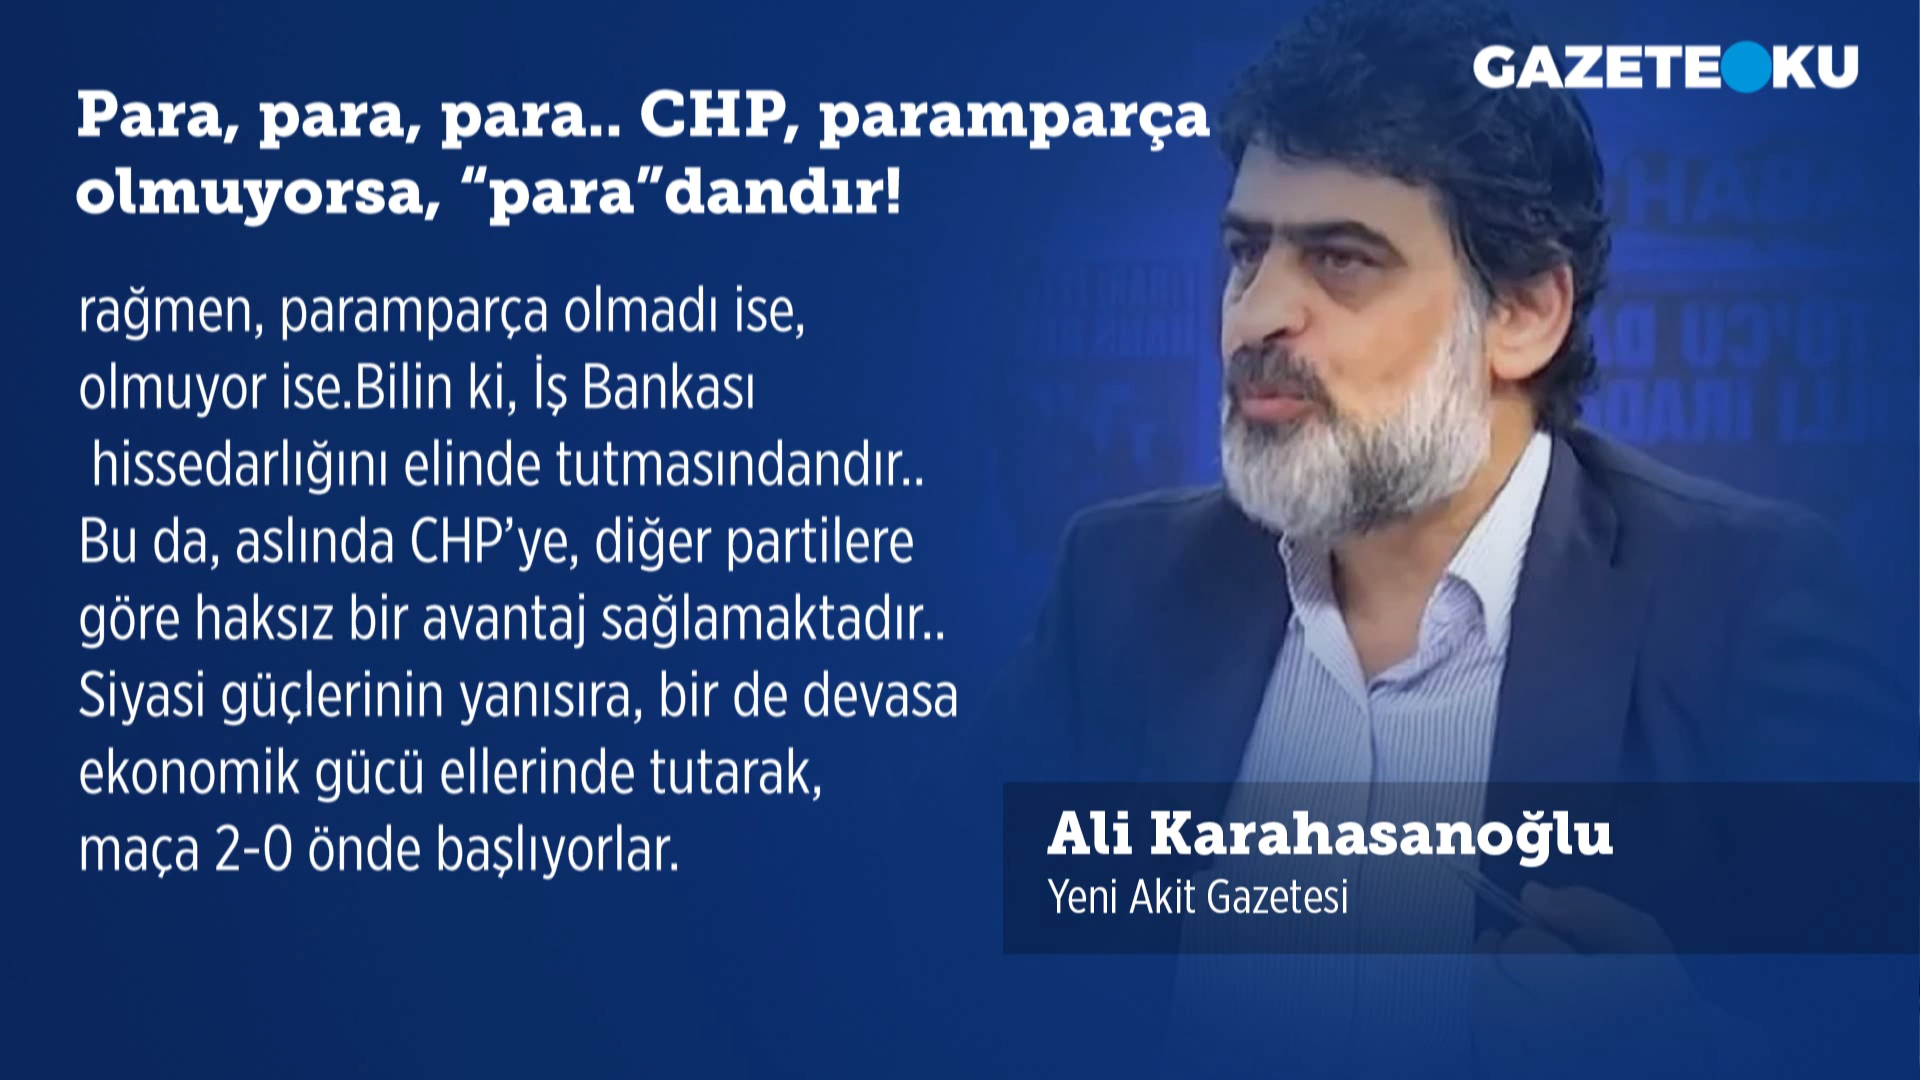 GAZETE OKU
Para, para, para.. CHP, paramparça
olmuyorsa, “para”dandır!
rağmen, paramparça olmadı ise,
olmuyor ise.Bilin ki, İş Bankası
hissedarlığını elinde tutmasındandır..
Bu da, aslında CHP’ye, diğer partilere
göre haksız bir avantaj sağlamaktadır..
Siyasi güçlerinin yanısıra, bir de devasa
ekonomik gücü ellerinde tutarak,
maça 2-0 önde başlıyorlar.
Ali Karahasanoğlu
Yeni Akit Gazetesi